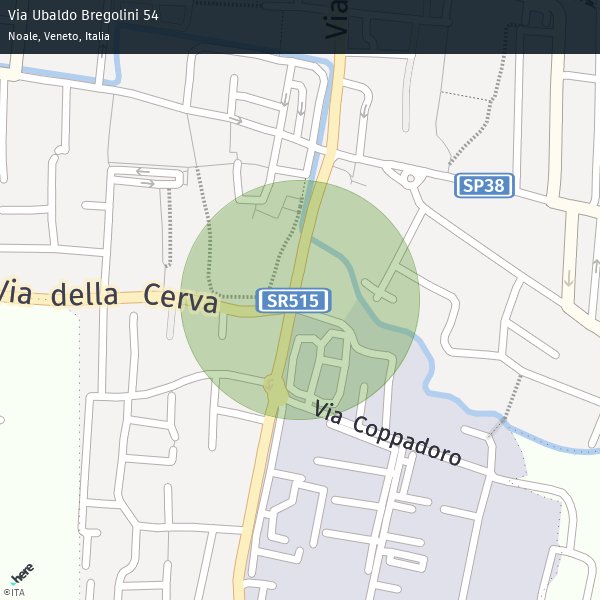 Via Ubaldo Bregolini 54
Noale, Veneto, Italia
Via
SP38
Via della Cerva
SR515
Via Coppadoro
here
©ITA